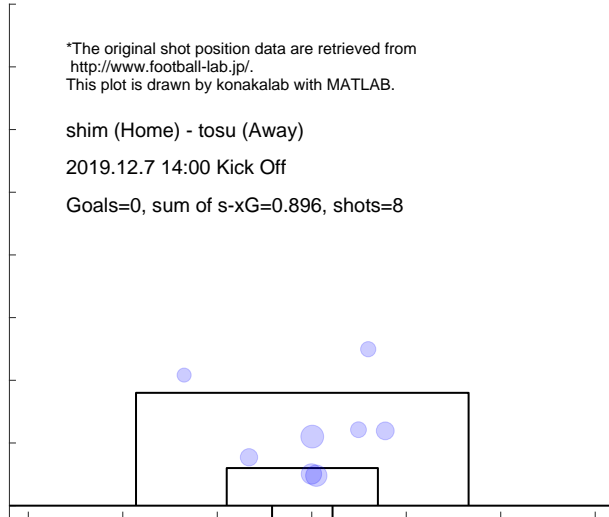 *The original shot position data are retrieved from
http://www.football-lab.jp/.
This plot is drawn by konakalab with MATLAB.
shim (Home) - tosu (Away)
2019.12.7 14:00 Kick Off
Goals=0, sum of s-xG=0.896, shots=8